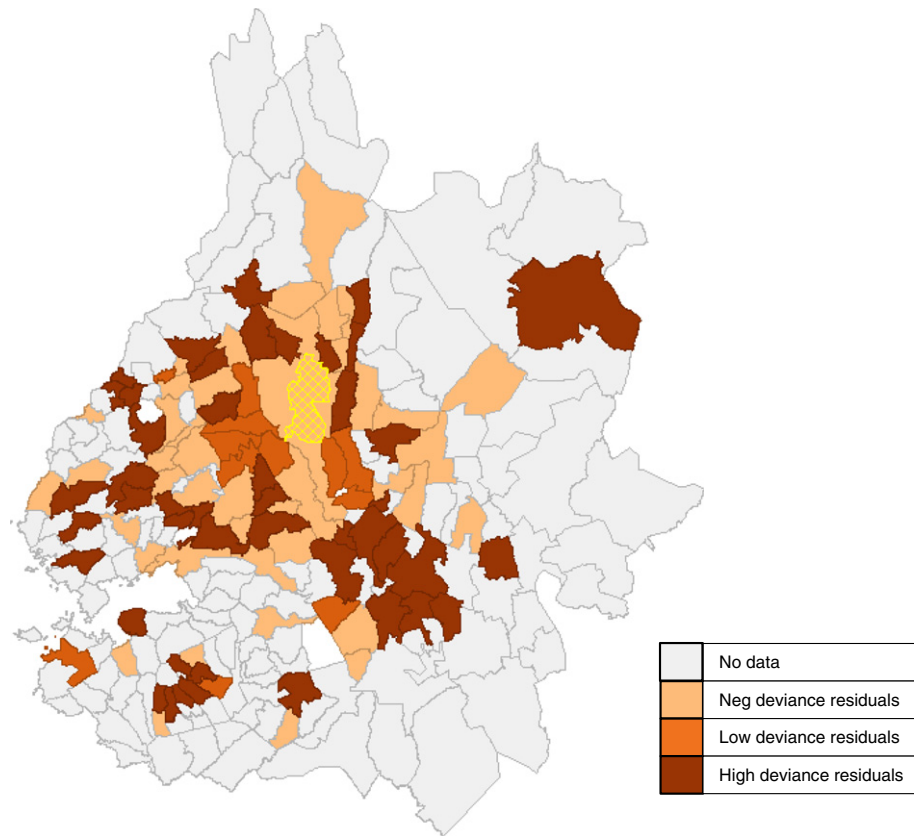 No data
Neg deviance residuals
Low deviance residuals
High deviance residuals